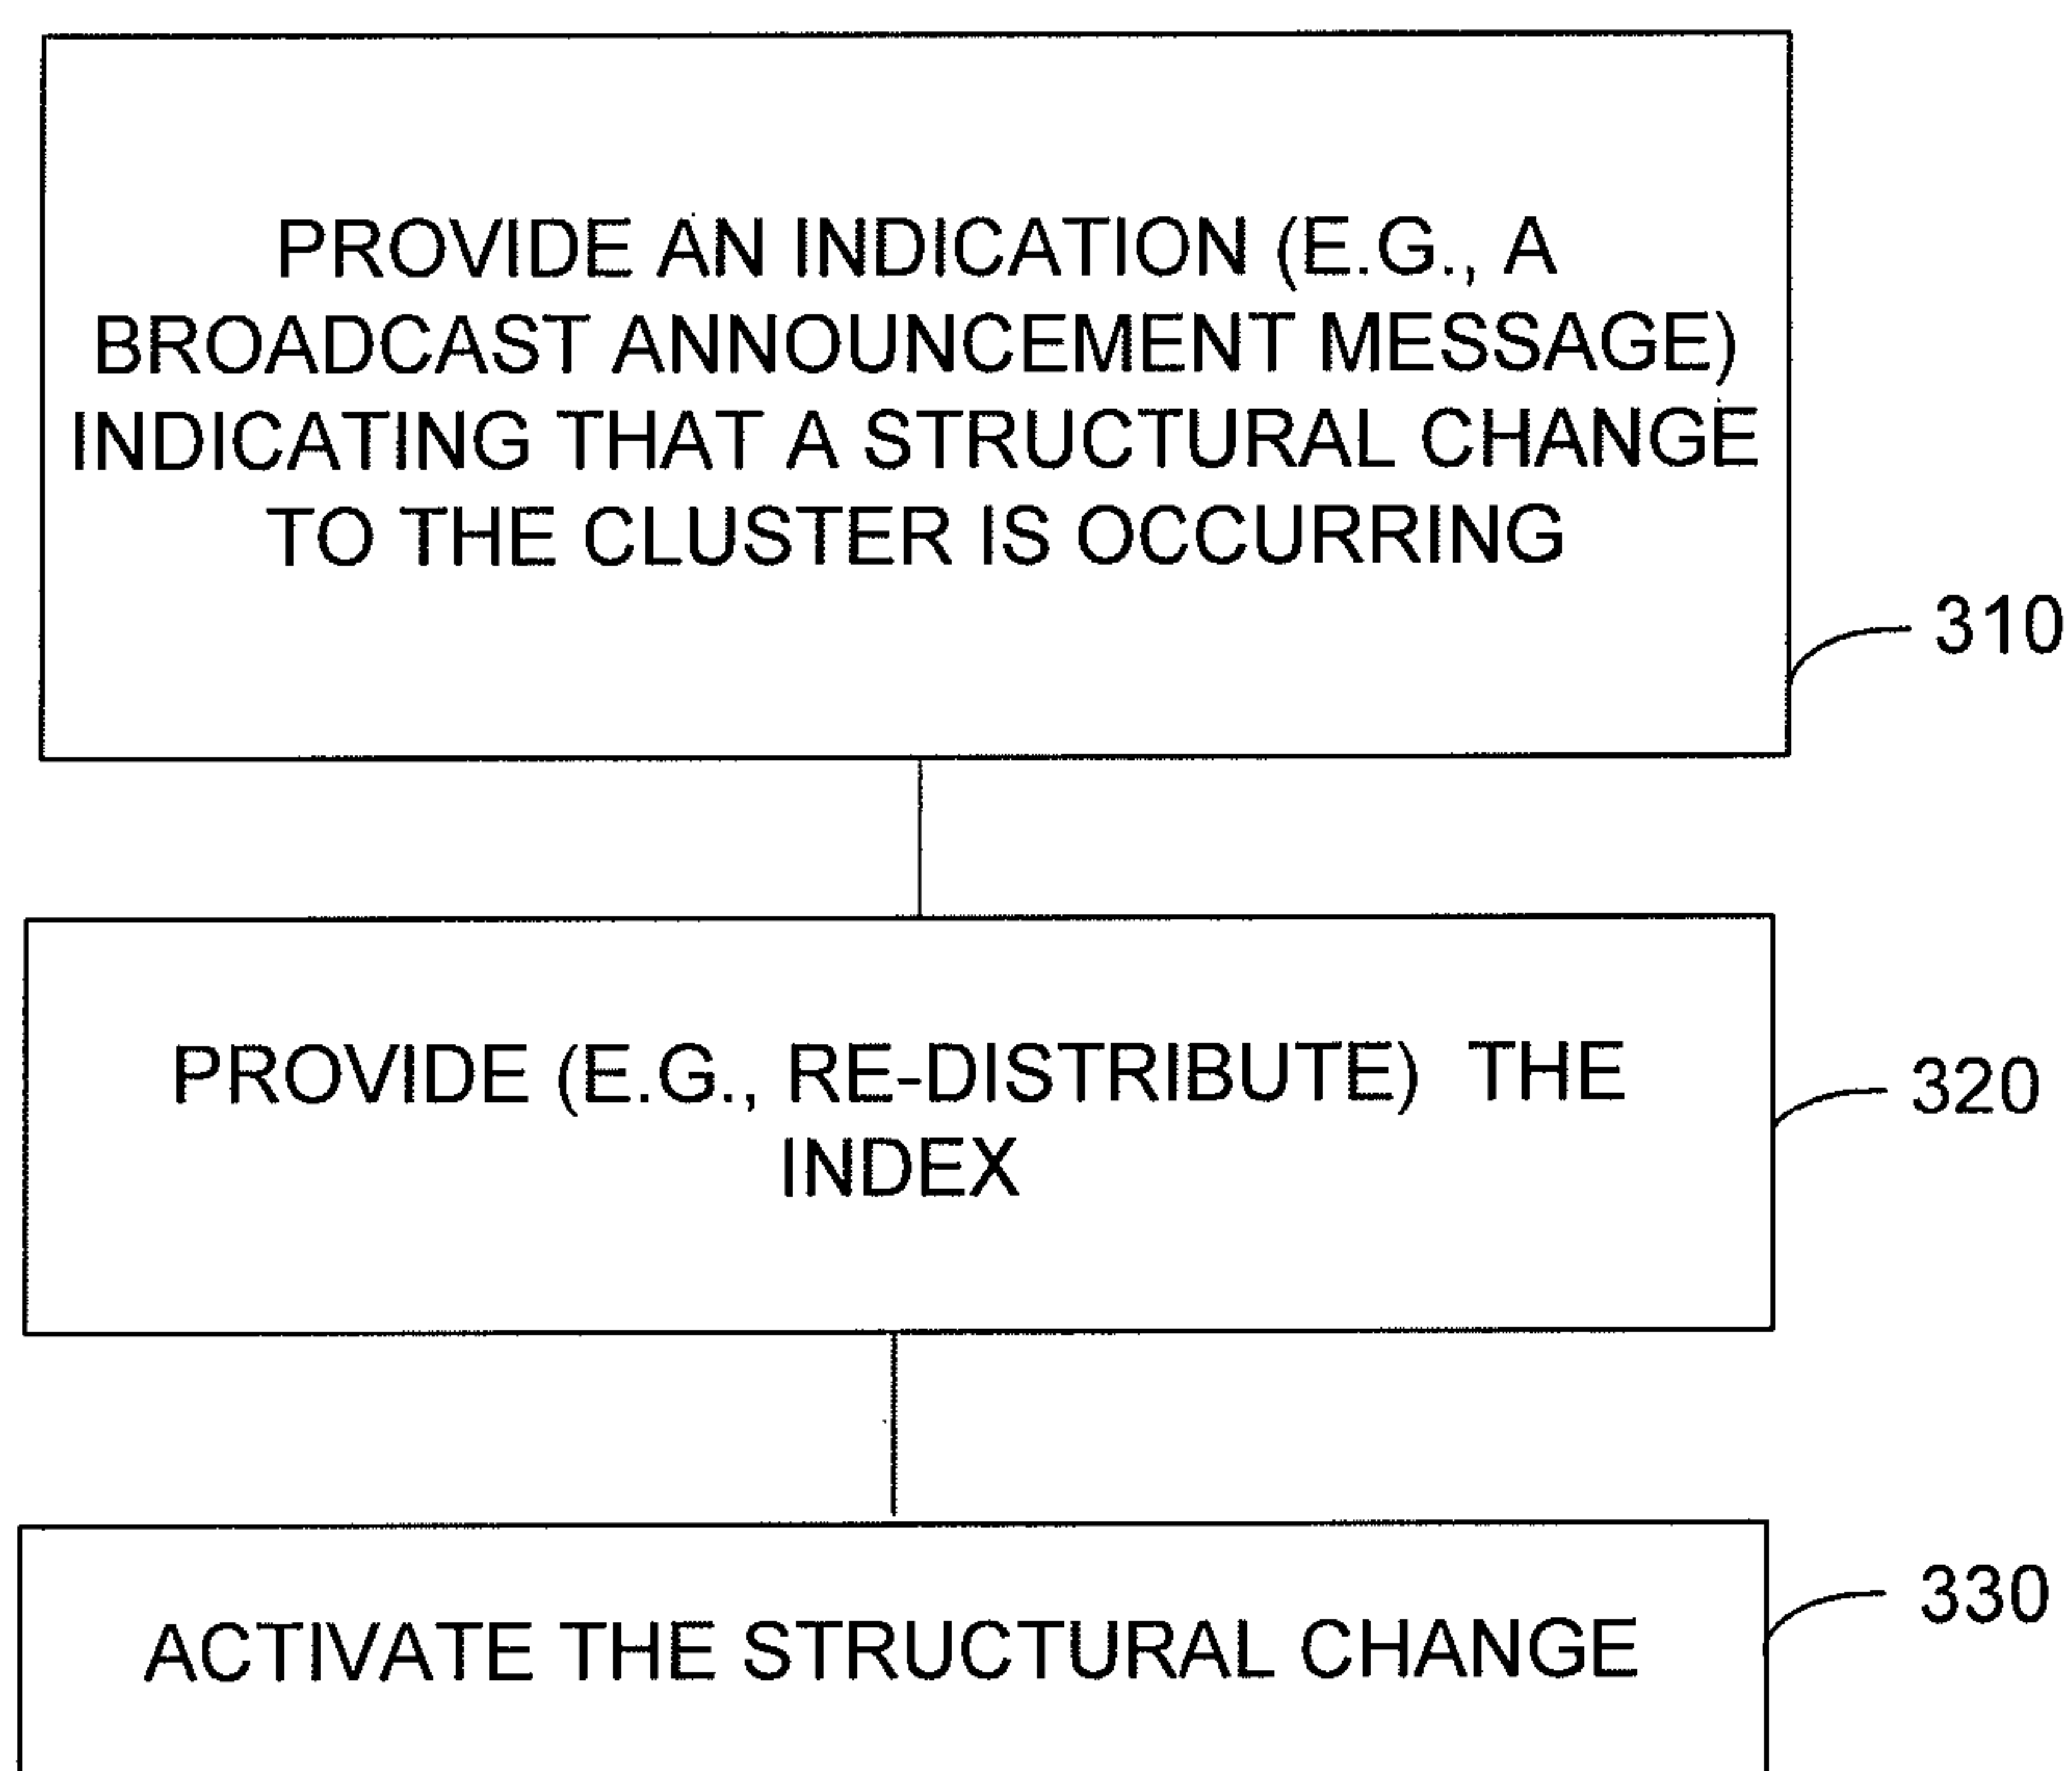 PROVIDE AN INDICATION (E.G., A
BROADCAST ANNOUNCEMENT MESSAGE)
INDICATING THAT A STRUCTURAL CHANGE
TO THE CLUSTER IS OCCURRING
310
PROVIDE (E.G., RE-DISTRIBUTE) THE
INDEX
320
330
ACTIVATE THE STRUCTURAL CHANGE